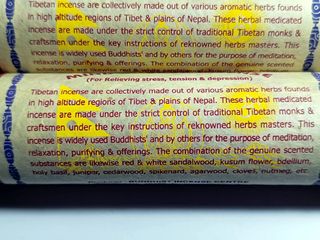 Tibetan incense are collectively made out of various aromatic herbs founds
in high altitude regions of Tibet & plains of Nepal. These herbal medicated
incense are made under the strict control of traditional Tibetan Monks &
craftsmen under the key instructions of reknowned herbs masters. This
incense is widely used Buddhists' and by others for the purpose of meditation,
relaxation, purifying & offerings. The combination of the genuine scented
substances are likewise red & white sandalwood,
(For Relieving stress, tension & depression)
Tibetan incense are collectively made out of various aromatic herbs founds
in high altitude regions of Tibet & plains of Nepal. These herbal medicated
incense are made under the strict control of traditional Tibetan Monks &
craftsmen under the key instructions of reknowned herbs masters. This
incense is widely used Buddhists' and by others for the purpose of meditation,
relaxation, purifying & offerings. The combination of the genuine scented
substances are likewise red & white sandalwood, kusum flower, bdellium,
holy basil, juniper, cedarwood, spikenard, agarwood, cloves, nutmeg, etc.
BUDDHIST INCENSE CENTRE